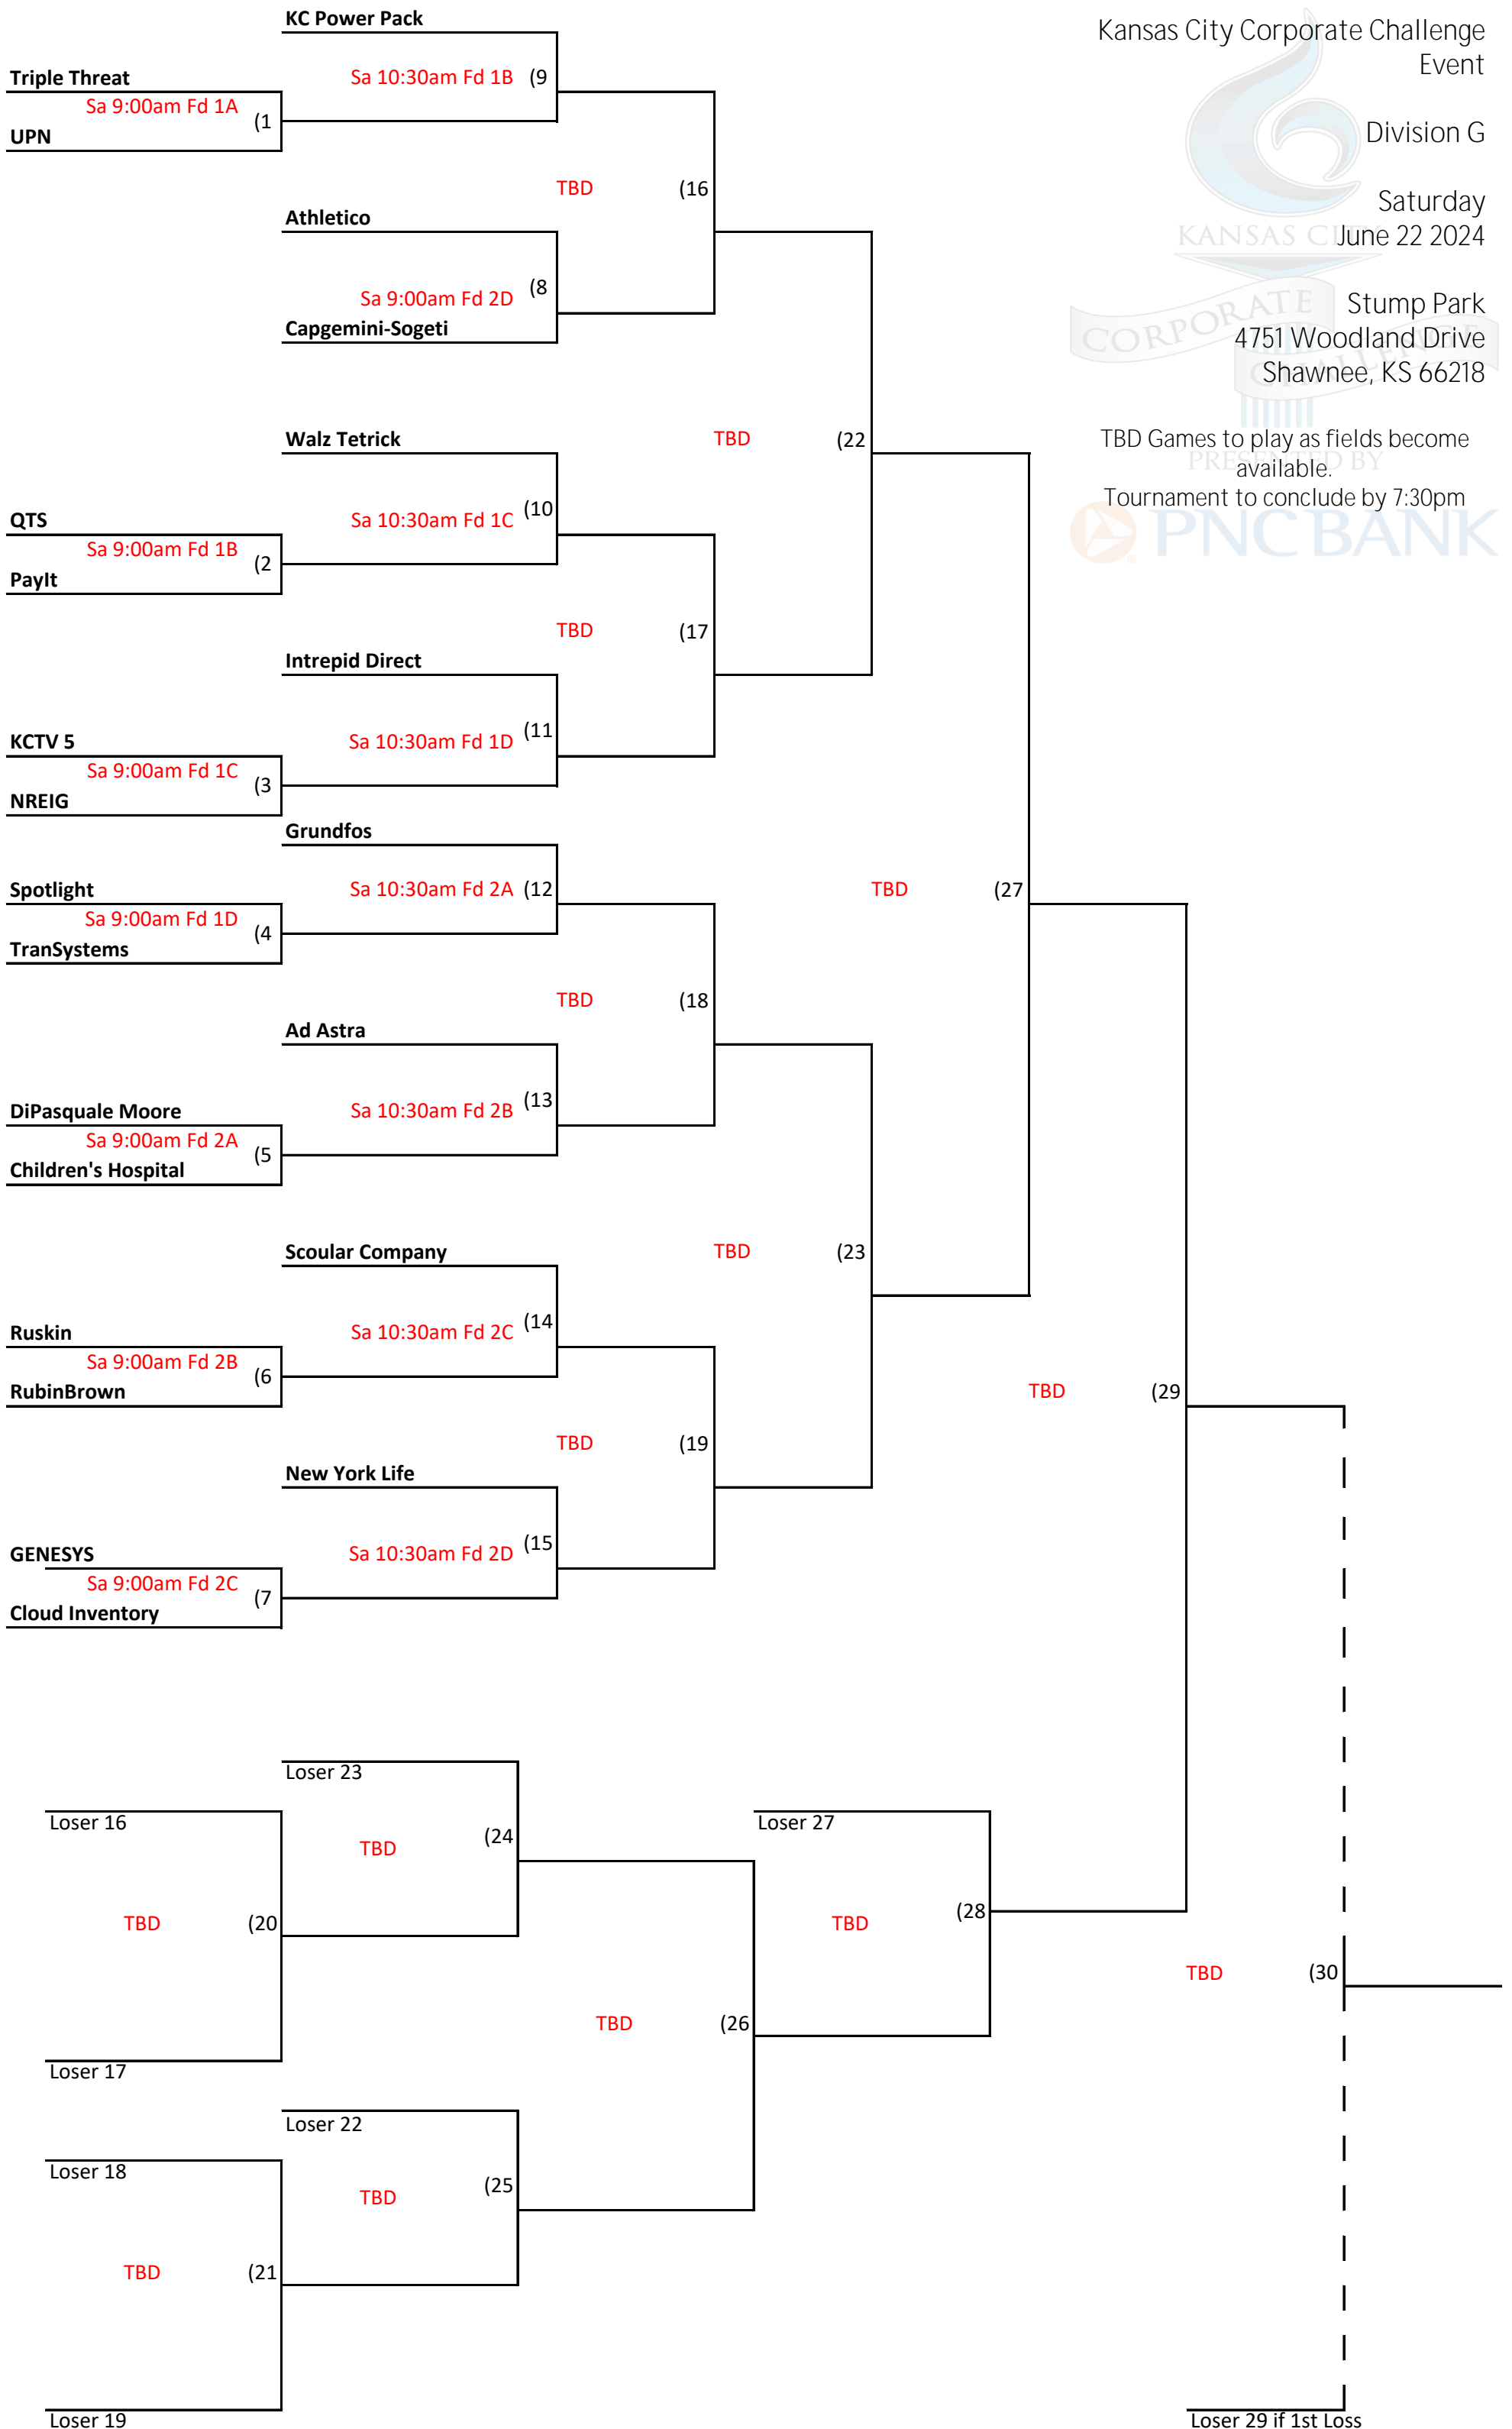 KC Power Pack
Kansas City Corporate Challenge
Event
Division G
Saturday
June 22 2024
Stump Park
4751 Woodland Drive
Shawnee, KS 66218
TBD Games to play as fields become
available.
Tournament to conclude by 7:30pm
KANSAS CITY
CORPORATE
CHALLENGE
PRESENTED BY
PNC BANK
Sa 10:30am Fd 1B (9
Triple Threat
Sa 9:00am Fd 1A (1
UPN
TBD (16
Athletico
Sa 9:00am Fd 2D (8
Capgemini-Sogeti
Walz Tetrick
TBD (22
Sa 10:30am Fd 1C (10
QTS
Sa 9:00am Fd 1B (2
PayIt
TBD (17
Intrepid Direct
Sa 10:30am Fd 1D (11
KCTV 5
Sa 9:00am Fd 1C (3
NREIG
Grundfos
Sa 10:30am Fd 2A (12
TBD (27
Spotlight
Sa 9:00am Fd 1D (4
TranSystems
TBD (18
Ad Astra
Sa 10:30am Fd 2B (13
DiPasquale Moore
Sa 9:00am Fd 2A (5
Children's Hospital
Scoular Company
TBD (23
Sa 10:30am Fd 2C (14
Ruskin
Sa 9:00am Fd 2B (6
RubinBrown
TBD (29
TBD (19
New York Life
Sa 10:30am Fd 2D (15
GENESYS
Sa 9:00am Fd 2C (7
Cloud Inventory
Loser 23
Loser 16
Loser 27
TBD (24
TBD (20
TBD (28
TBD (30
TBD (26
Loser 17
Loser 22
Loser 18
TBD (25
TBD (21
Loser 19
Loser 29 if 1st Loss